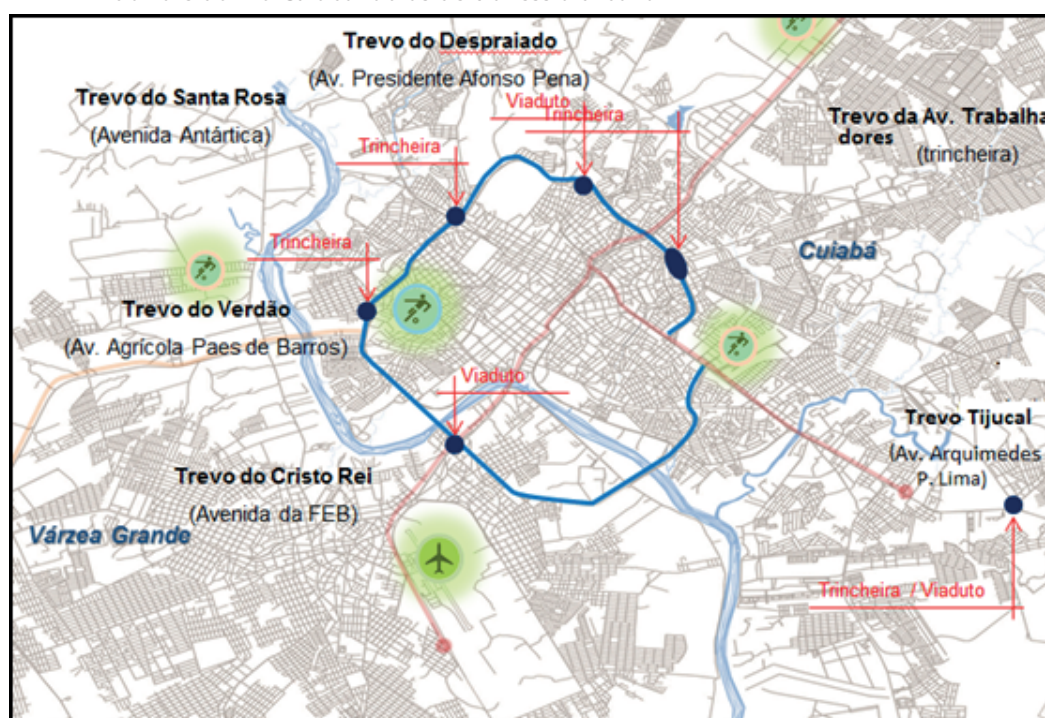 Trevo do Despraiado
(Av. Presidente Afonso Pena)
Viaduto
Trincheira
Trevo do Santa Rosa
(Avenida Antártica)
Trincheira
Trevo da Av. Trabalha
dores
(trincheira)
Trincheira
Cuiabá
Trevo do Verdão
(Av. Agrícola Paes de Barros)
Viaduto
Trevo Tijucal
(Av. Arquimedes
P. Lima)
Trevo do Cristo Rei
(Avenida da FEB)
Várzea Grande
Trincheira / Viaduto